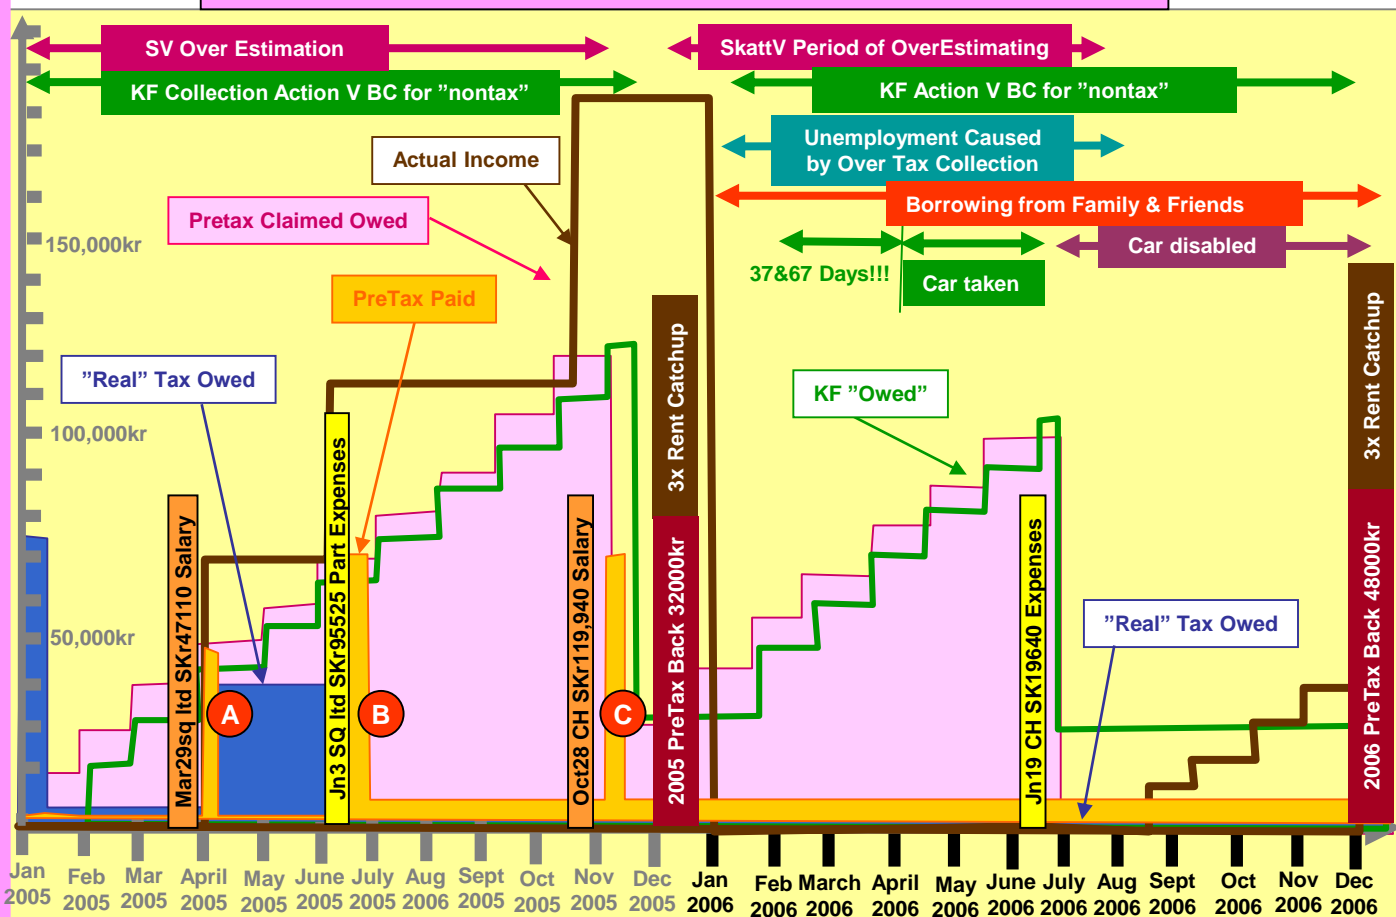 SV Over Estimation
SkattV Period of OverEstimating
KF Collection Action V BC for ”nontax”
KF Action V BC for ”nontax”
Unemployment Caused
by Over Tax Collection
Actual Income
Borrowing from Family & Friends
Pretax Claimed Owed
150,000kr
Car disabled
37&67 Days!!!
Car taken
PreTax Paid
”Real” Tax Owed
KF ”Owed”
100,000kr
50,000kr
”Real” Tax Owed
Mar29sq ltd SKr47110 Salary
Jn3 SQ ltd SKr95525 Part Expenses
Oct28 CH SKr119,940 Salary
3x Rent Catchup
2005 PreTax Back 32000kr
Jn19 CH SK19640 Expenses
3x Rent Catchup
2006 PreTax Back 48000kr
A
B
C
Jan
2005
Feb
2005
Mar
2005
April
2005
May
2005
June
2005
July
2005
Aug
2005
Sept
2005
Oct
2005
Nov
2005
Dec
2005
Jan
2006
Feb
2006
March
2006
April
2006
May
2006
June
2006
July
2006
Aug
2006
Sept
2006
Oct
2006
Nov
2006
Dec
2006